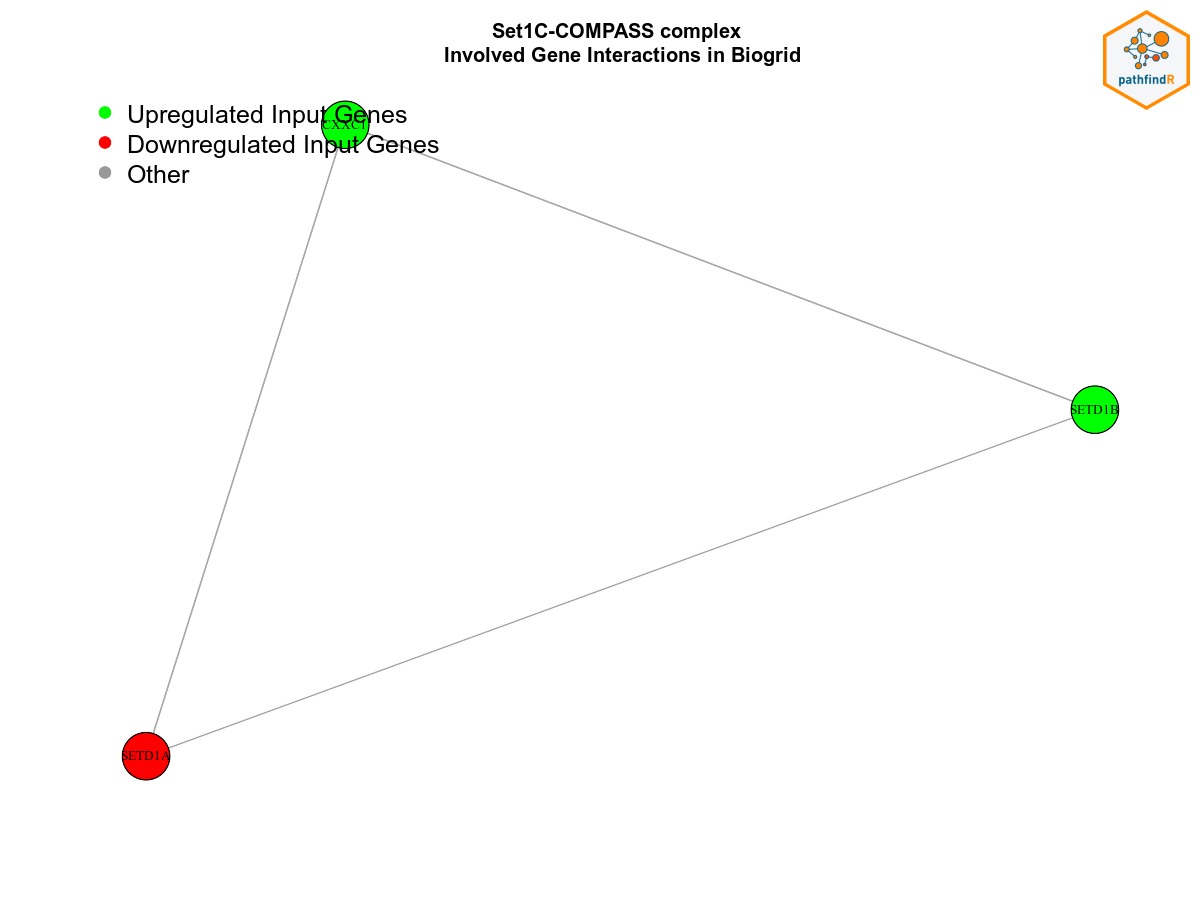 Set1C-COMPASS complex
Involved Gene Interactions in Biogrid
pathfindR
Upregulated Input Genes
CXXC1
Downregulated Input Genes
Other
SETD1B
SETD1A